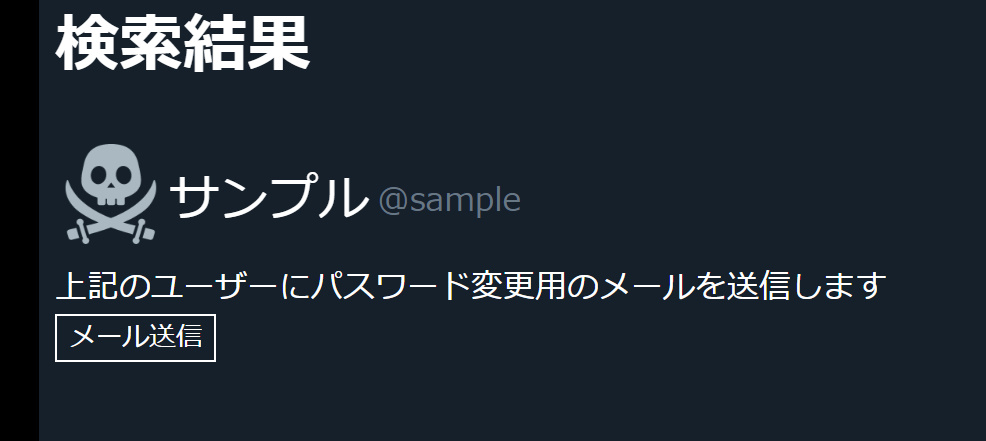 検索結果
サンプル @sample
上記のユーザーにパスワード変更用のメールを送信します
メール送信